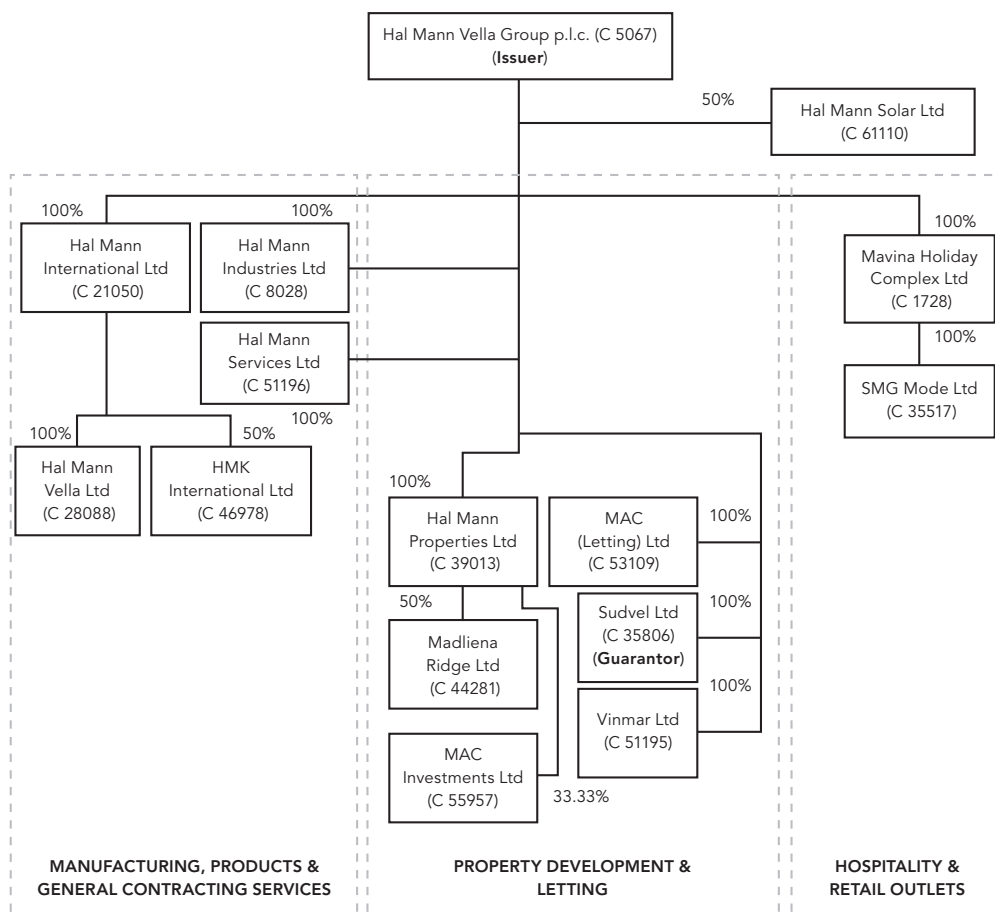 Hal Mann Vella Group p.l.c. (C 5067)
(Issuer)
50%
Hal Mann Solar Ltd
(C 61110)
100%
Hal Mann
International Ltd
(C 21050)
100%
Hal Mann
Industries Ltd
(C 8028)
Hal Mann
Services Ltd
(C 51196)
100%
100%
Hal Mann
Vella Ltd
(C 28088)
50%
HMK
International Ltd
(C 46978)
100%
Hal Mann
Properties Ltd
(C 39013)
50%
Madliena
Ridge Ltd
(C 44281)
MAC
Investments Ltd
(C 55957)
33.33%
MAC
(Letting) Ltd
(C 53109)
100%
Sudvel Ltd
(C 35806)
(Guarantor)
100%
Vinmar Ltd
(C 51195)
100%
100%
Mavina Holiday
Complex Ltd
(C 1728)
100%
SMG Mode Ltd
(C 35517)
MANUFACTURING, PRODUCTS &
GENERAL CONTRACTING SERVICES
PROPERTY DEVELOPMENT &
LETTING
HOSPITALITY &
RETAIL OUTLETS